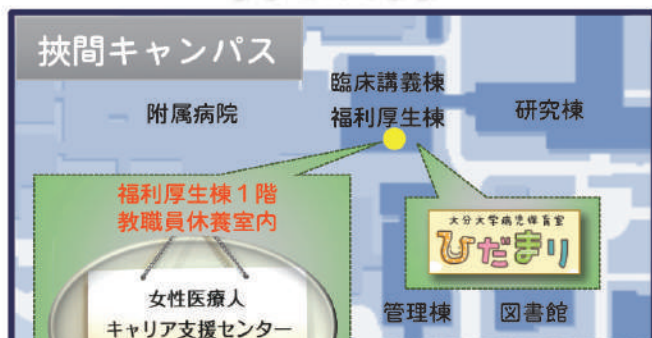 挾間キャンパス
臨床講義棟
附属病院
福利厚生棟
研究棟
福利厚生棟1階
教職員休養室内
大分大学病児保育室
ひだまり
女性医療人
キャリア支援センター
管理棟
図書館